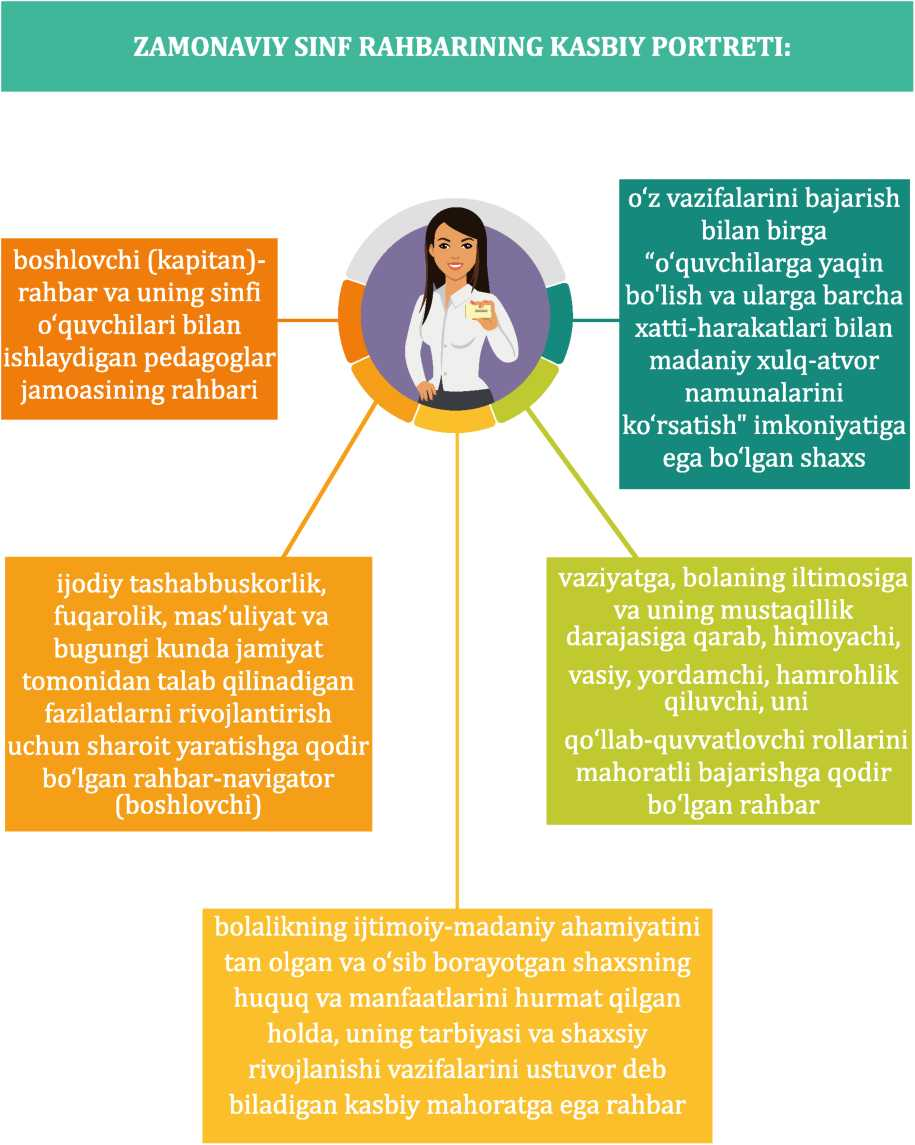 ZAMONAVIY SINF RAHBARINING KASBIY PORTRETI:
boshlovchi (kapitan)-
rahbar va uning sinfi
o‘quvchilari bilan
ishlaydigan pedagoglar
jamoasining rahbari
o‘z vazifalarini bajarish
bilan birga
“o‘quvchilarga yaqin
bo'lish va ularga barcha
xatti-harakatlari bilan
madaniy xulq-atvor
namunalarini
ko‘rsatish" imkoniyatiga
ega bo‘lgan shaxs
ijodiy tashabbuskorlik,
fuqarolik, mas’uliyat va
bugungi kunda jamiyat
tomonidan talab qilinadigan
fazilatlarni rivojlantirish
uchun sharoit yaratishga qodir
bo‘lgan rahbar-navigator
(boshlovchi)
vaziyatga, bolaning iltimosiga
va uning mustaqillik
darajasiga qarab, himoyachi,
vasiy, yordamchi, hamrohlik
qiluvchi, uni
qo‘llab-quvvatlovchi rollarini
mahoratli bajarishga qodir
bo‘lgan rahbar
bolalikning ijtimoiy-madaniy ahamiyatini
tan olgan va o‘sib borayotgan shaxsning
huquq va manfaatlarini hurmat qilgan
holda, uning tarbiyasi va shaxsiy
rivojlanishi vazifalarini ustuvor deb
biladigan kasbiy mahoratga ega rahbar